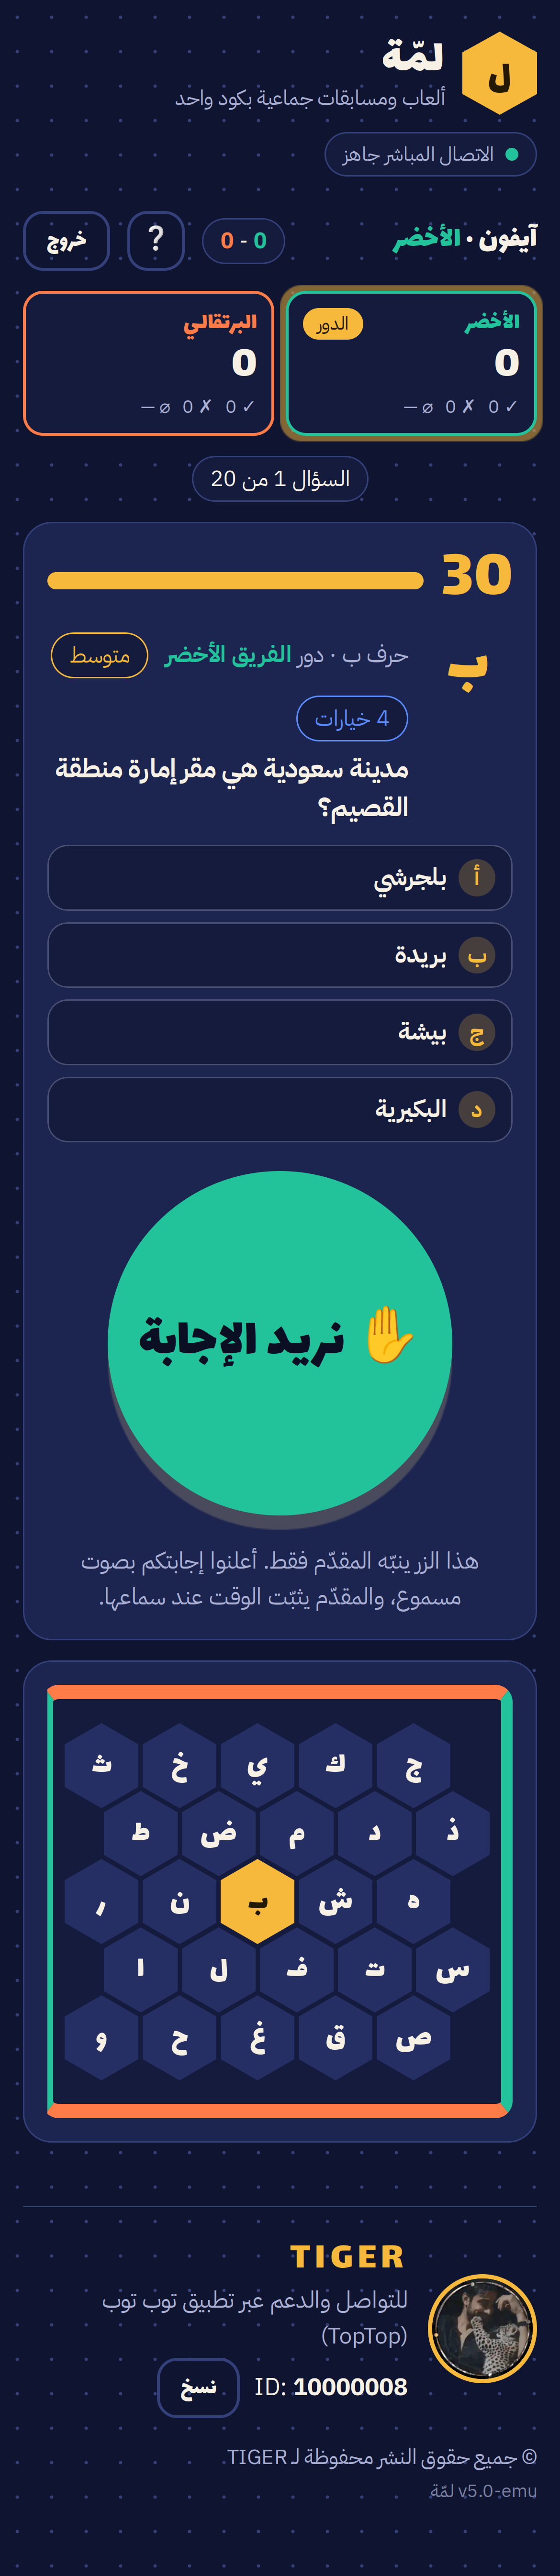 ل
لمّة
ألعاب ومسابقات جماعية بكود واحد
الاتصال المباشر جاهز
آيفون · الأخضر
0 - 0
?
خروج
الأخضر
الدور
0
✓ 0 ✗ 0 ⌀ —
البرتقالي
0
✓ 0 ✗ 0 ⌀ —
السؤال 1 من 20
30
ب
حرف ب · دور الفريق الأخضر
متوسط
4 خيارات
مدينة سعودية هي مقر إمارة منطقة
القصيم؟
أ بلجرشي
ب بريدة
ج بيشة
د البكيرية
✋ نريد الإجابة
هذا الزر ينبّه المقدّم فقط. أعلنوا إجابتكم بصوت
مسموع، والمقدّم يثبّت الوقت عند سماعها.
ج ك ي خ ث
ذ د م ض ط
ه ش ب ن ر
س ت ف ل ا
ص ق غ ح و
TIGER
للتواصل والدعم عبر تطبيق توب توب
(TopTop)
ID: 10000008
نسخ
© جميع حقوق النشر محفوظة لـ TIGER
لمّة v5.0-emu